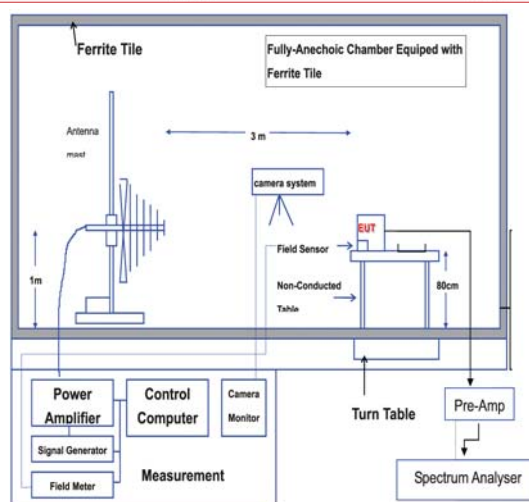 Ferrite Tile
Fully-Anechoic Chamber Equiped with
Ferrite Tile
Antenna
mast
3 m
camera system
EUT
Field Sensor
1m
Non-Conducted
Table
80cm
Power
Amplifier
Control
Computer
Camera
Monitor
Turn Table
Pre-Amp
Signal Generator
Field Meter
Measurement
Spectrum Analyser